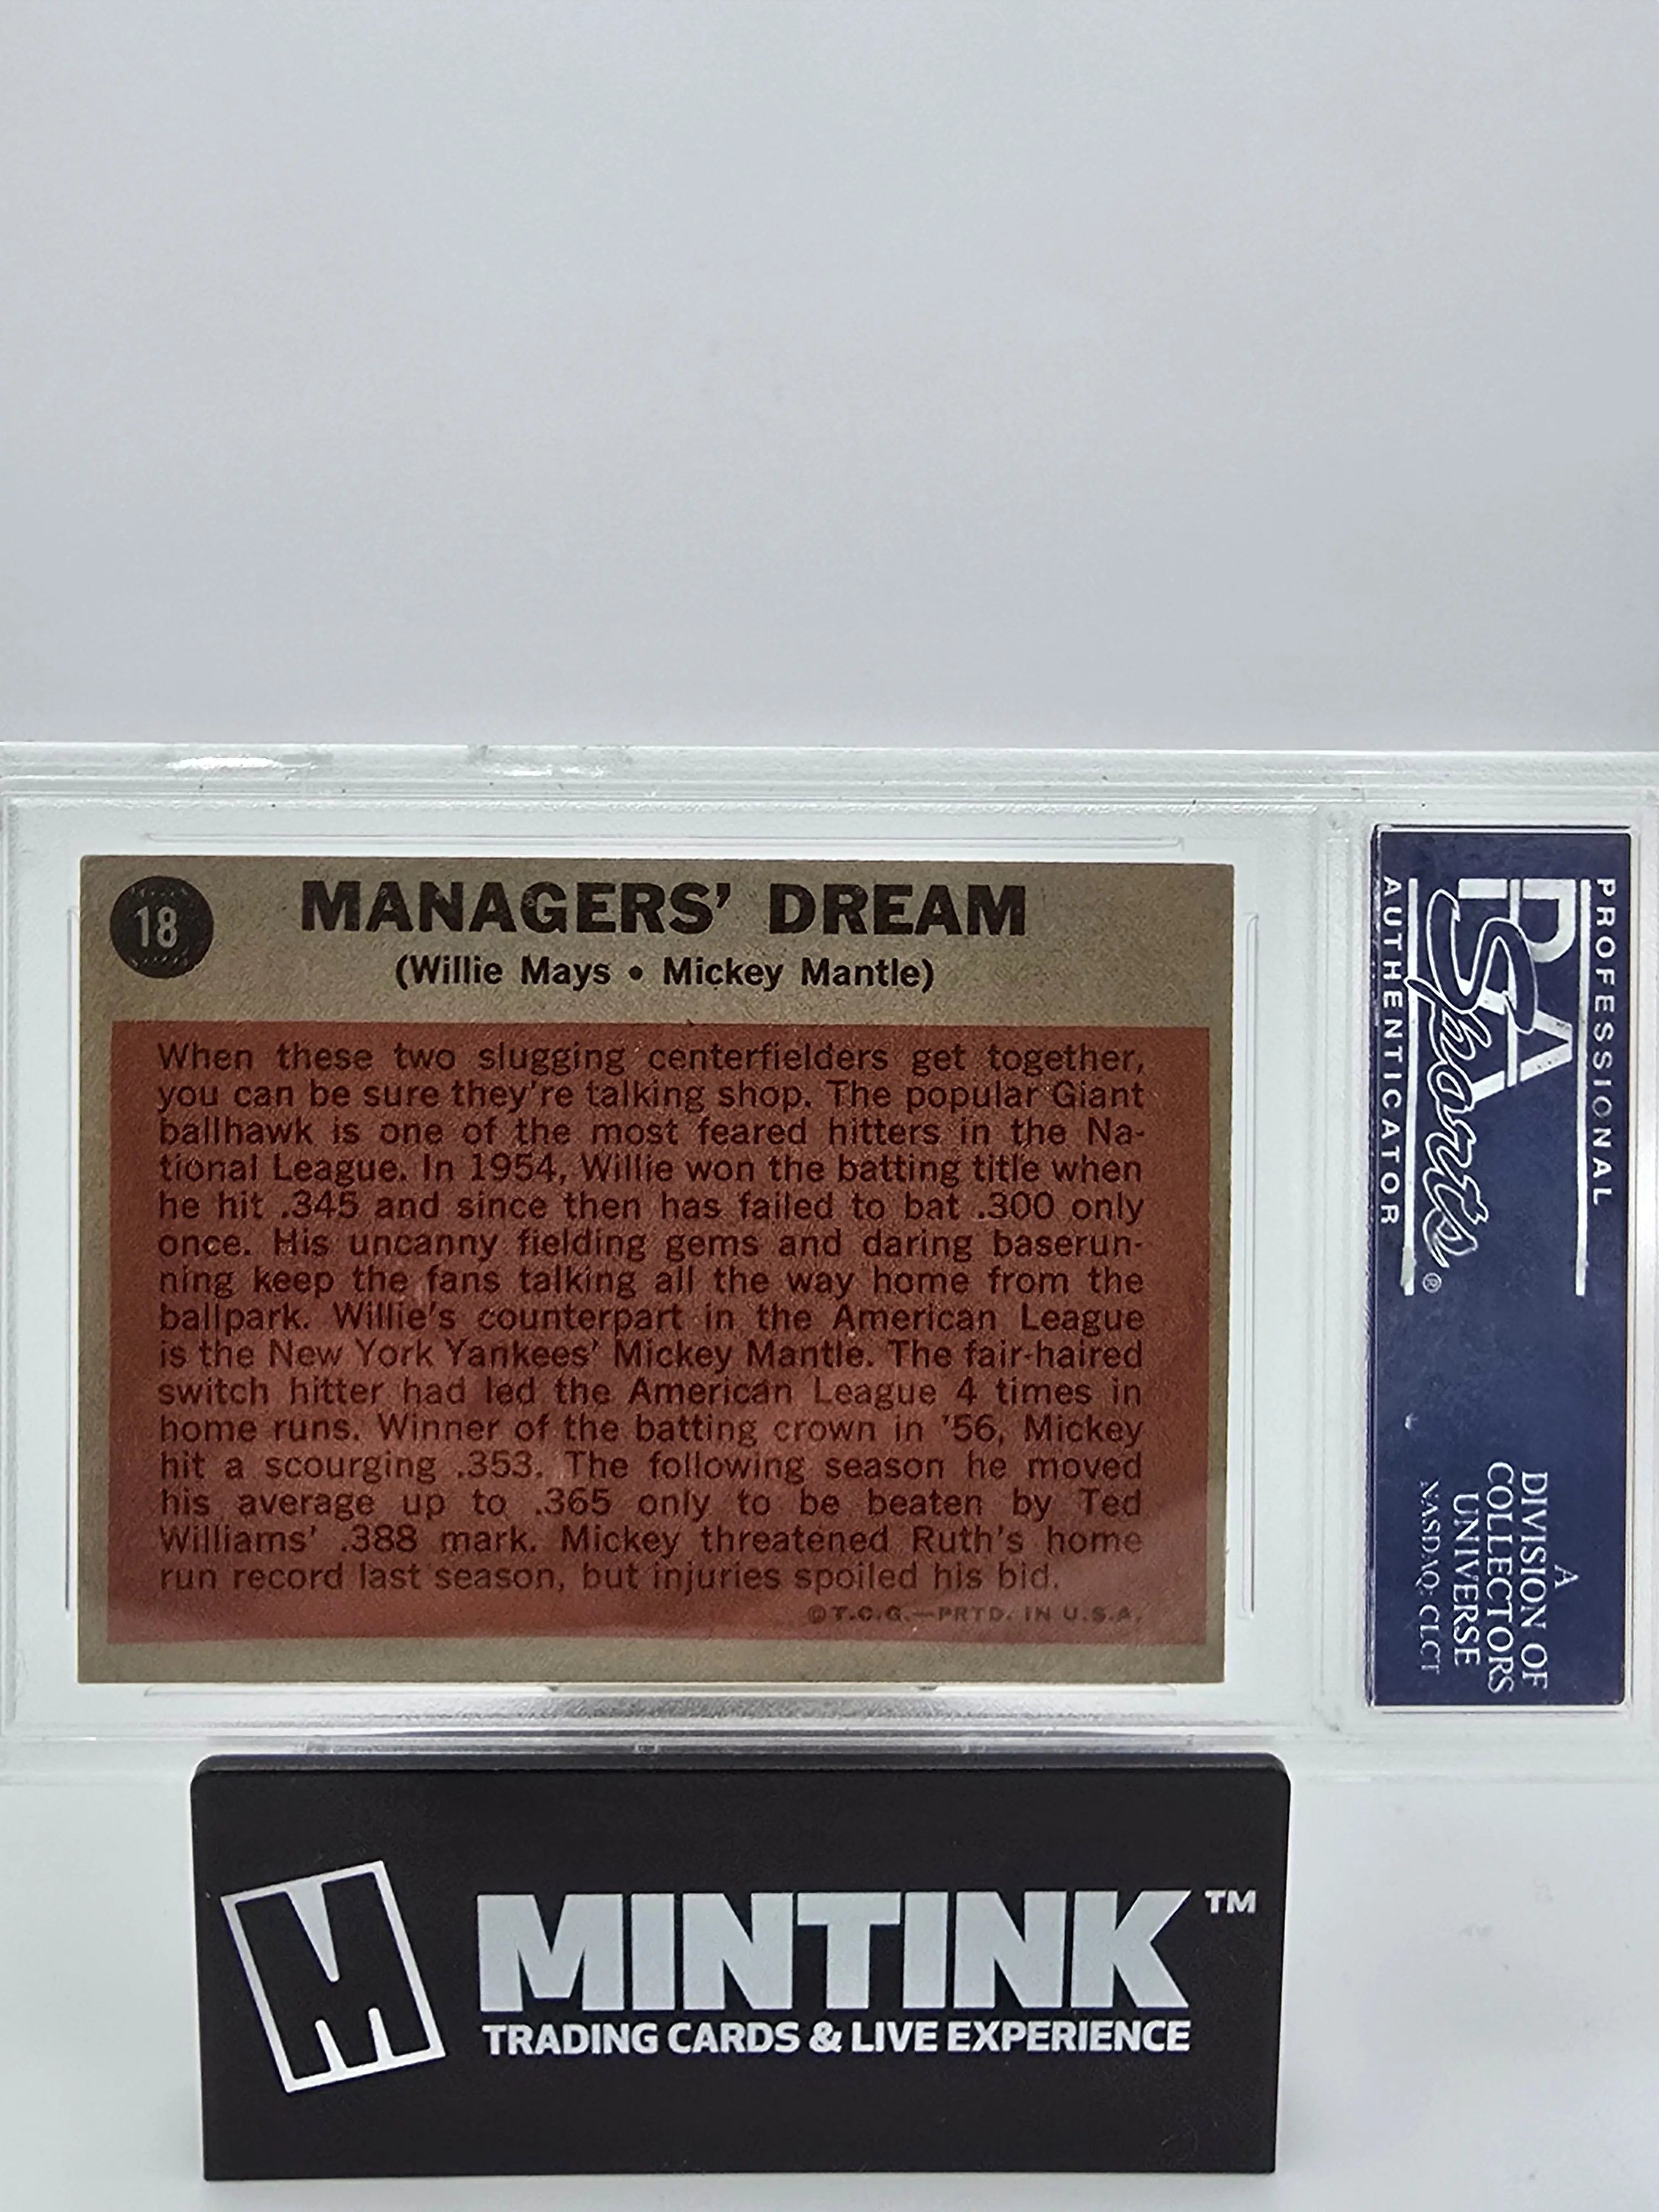 18
MANAGERS' DREAM
(Willie Mays • Mickey Mantle)
When these two slugging centerfielders get together,
you can be sure they're talking shop. The popular Giant
ballhawk is one of the most feared hitters in the Na-
tional League. In 1954, Willie won the batting title when
he hit .345 and since then has failed to bat .300 only
once. His uncanny fielding gems and daring baserun-
ning keep the fans talking all the way home from the
ballpark. Willie's counterpart in the American League
is the New York Yankees' Mickey Mantle. The fair-haired
switch hitter had led the American League 4 times in
home runs. Winner of the batting crown in '56, Mickey
hit a scourging .353. The following season he moved
his average up to .365 only to be beaten by Ted
Williams' .388 mark. Mickey threatened Ruth's home
run record last season, but injuries spoiled his bid.
©T.C.G.—PRTD. IN U.S.A.
PROFESSIONAL
PSA
Sports®
AUTHENTICATOR
A
DIVISION OF
COLLECTORS
UNIVERSE
NASDAQ: CLCT
M MINTINK™
TRADING CARDS & LIVE EXPERIENCE